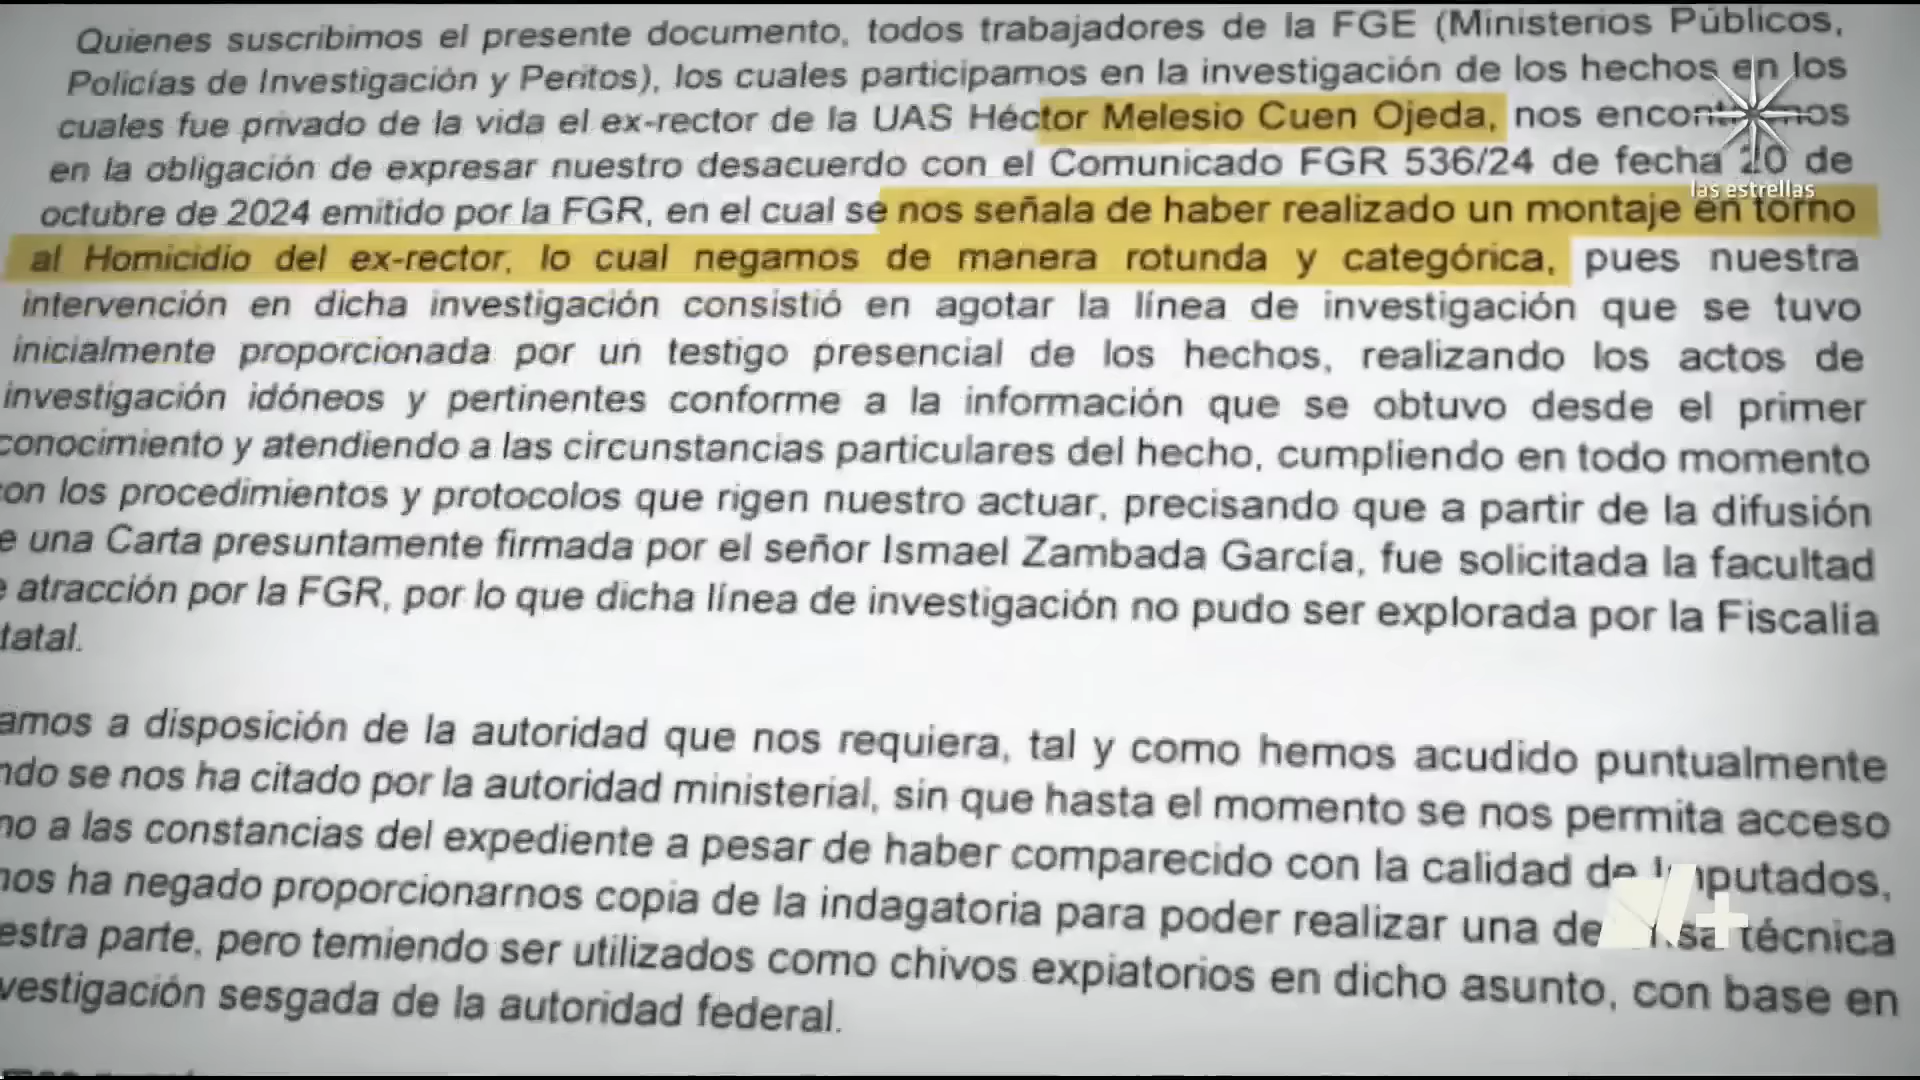 Quienes suscribimos el presente documento, todos trabajadores de la FGE (Ministerios Públicos,
Policías de Investigación y Peritos), los cuales participamos en la investigación de los hechos en los
cuales fue privado de la vida el ex-rector de la UAS Héctor Melesio Cuen Ojeda, nos encontramos
en la obligación de expresar nuestro desacuerdo con el Comunicado FGR 536/24 de fecha 20 de
las estrellas
octubre de 2024 emitido por la FGR, en el cual se nos señala de haber realizado un montaje en torno
al Homicidio del ex-rector, lo cual negamos de manera rotunda y categórica, pues nuestra
intervención en dicha investigación consistió en agotar la línea de investigación que se tuvo
inicialmente proporcionada por un testigo presencial de los hechos, realizando los actos de
investigación idóneos y pertinentes conforme a la información que se obtuvo desde el primer
conocimiento y atendiendo a las circunstancias particulares del hecho, cumpliendo en todo momento
con los procedimientos y protocolos que rigen nuestro actuar, precisando que a partir de la difusión
e una Carta presuntamente firmada por el señor Ismael Zambada García, fue solicitada la facultad
e atracción por la FGR, por lo que dicha línea de investigación no pudo ser explorada por la Fiscalia
tatal.
amos a disposición de la autoridad que nos requiera, tal y como hemos acudido puntualmente
ndo se nos ha citado por la autoridad ministerial, sin que hasta el momento se nos permita acceso
no a las constancias del expediente a pesar de haber comparecido con la calidad de Imputados,
nos ha negado proporcionarnos copia de la indagatoria para poder realizar una defensa técnica
N+
estra parte, pero temiendo ser utilizados como chivos expiatorios en dicho asunto, con base en
vestigación sesgada de la autoridad federal.